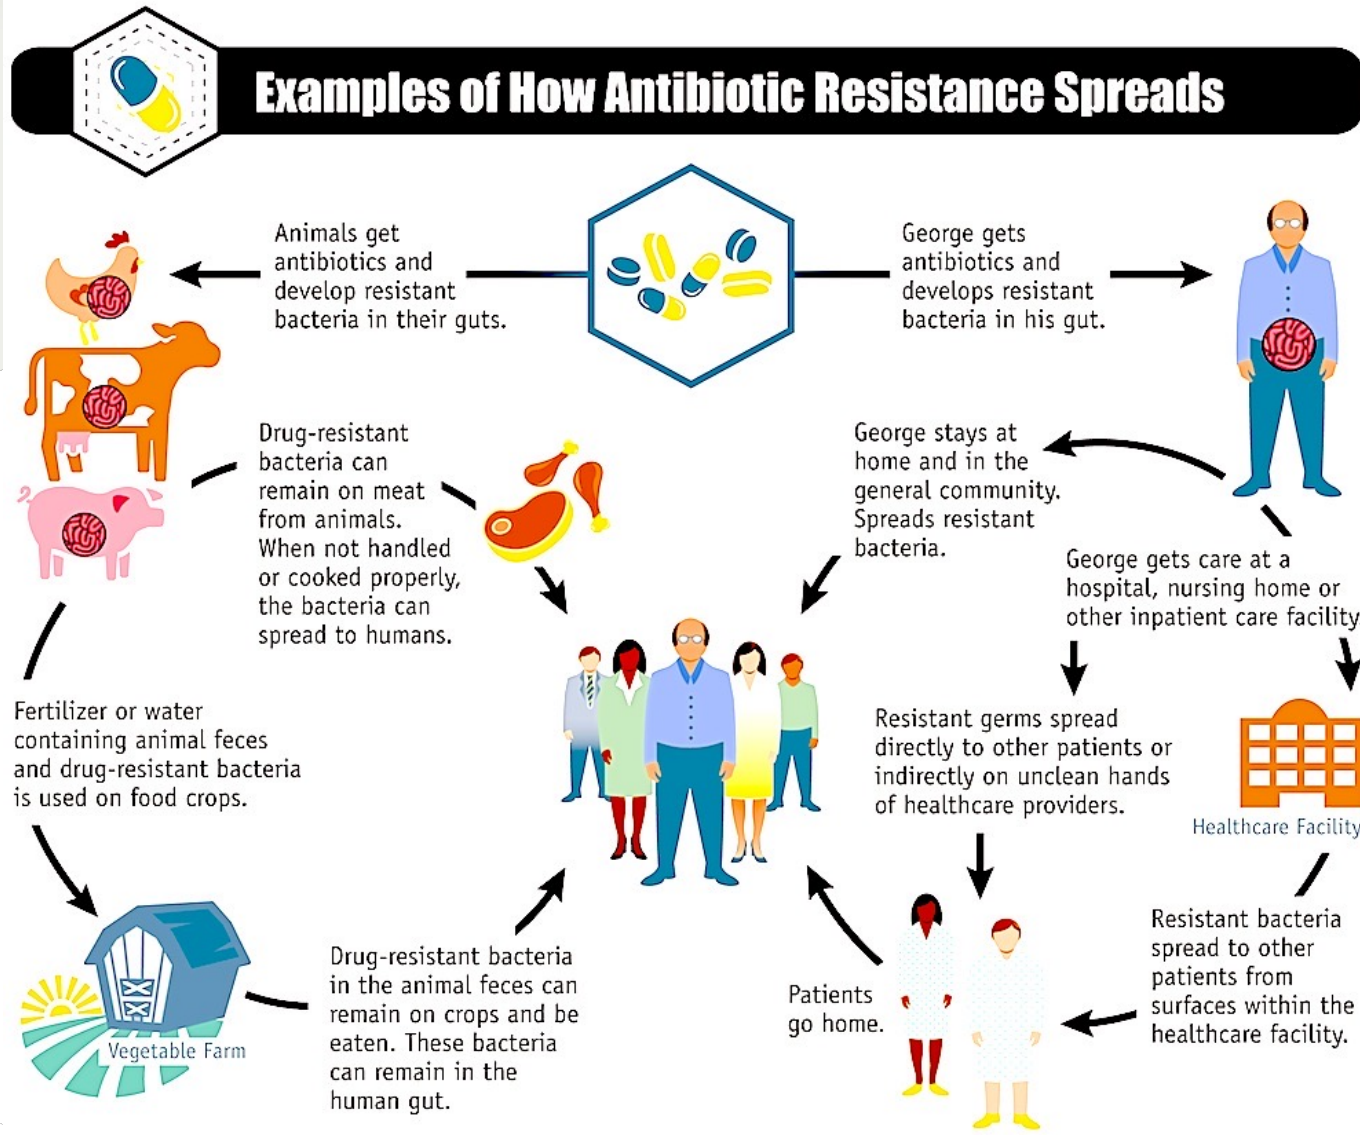 Examples of How Antibiotic Resistance Spreads
Animals get
antibiotics and
develop resistant
bacteria in their guts.
George gets
antibiotics and
develops resistant
bacteria in his gut.
Drug-resistant
bacteria can
remain on meat
from animals.
When not handled
or cooked properly,
the bacteria can
spread to humans.
George stays at
home and in the
general community.
Spreads resistant
bacteria.
George gets care at a
hospital, nursing home or
other inpatient care facility.
Fertilizer or water
containing animal feces
and drug-resistant bacteria
is used on food crops.
Resistant germs spread
directly to other patients or
indirectly on unclean hands
of healthcare providers.
Healthcare Facility
Vegetable Farm
Drug-resistant bacteria
in the animal feces can
remain on crops and be
eaten. These bacteria
can remain in the
human gut.
Patients
go home.
Resistant bacteria
spread to other
patients from
surfaces within the
healthcare facility.